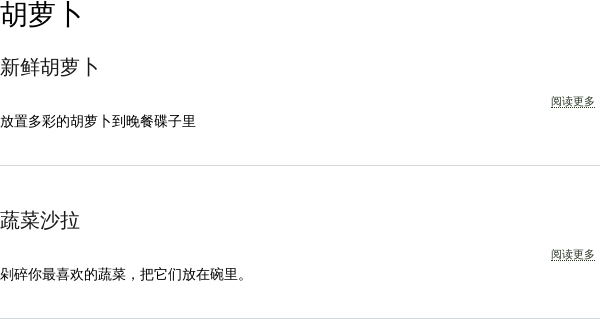 胡萝卜
新鲜胡萝卜
阅读更多
放置多彩的胡萝卜到晚餐碟子里
蔬菜沙拉
阅读更多
剁碎你最喜欢的蔬菜，把它们放在碗里。